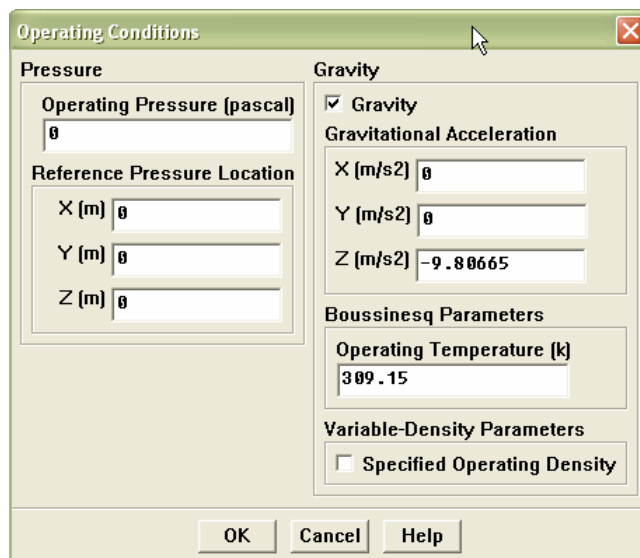 Operating Conditions
Pressure
Operating Pressure (pascal)
0
Reference Pressure Location
X (m) 0
Y (m) 0
Z (m) 0
Gravity
Gravity
Gravitational Acceleration
X (m/s2) 0
Y (m/s2) 0
Z (m/s2) -9.80665
Boussinesq Parameters
Operating Temperature (k)
309.15
Variable-Density Parameters
Specified Operating Density
OK Cancel Help